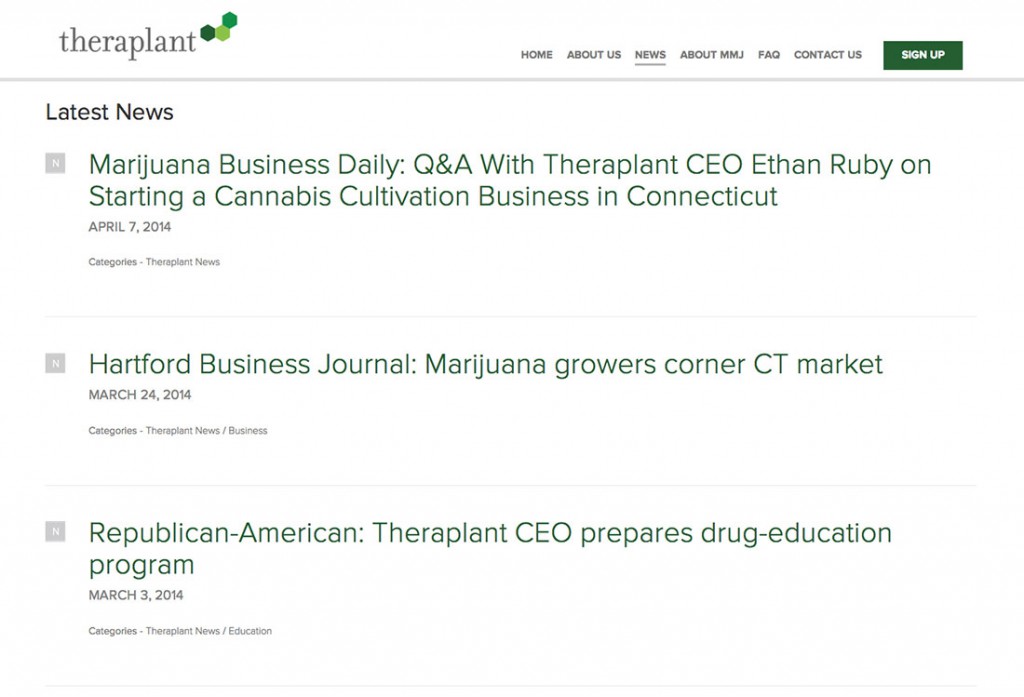 theraplant
HOME ABOUT US NEWS ABOUT MMJ FAQ CONTACT US SIGN UP
Latest News
N
Marijuana Business Daily: Q&A With Theraplant CEO Ethan Ruby on
Starting a Cannabis Cultivation Business in Connecticut
APRIL 7, 2014
Categories - Theraplant News
N
Hartford Business Journal: Marijuana growers corner CT market
MARCH 24, 2014
Categories - Theraplant News / Business
N
Republican-American: Theraplant CEO prepares drug-education
program
MARCH 3, 2014
Categories - Theraplant News / Education